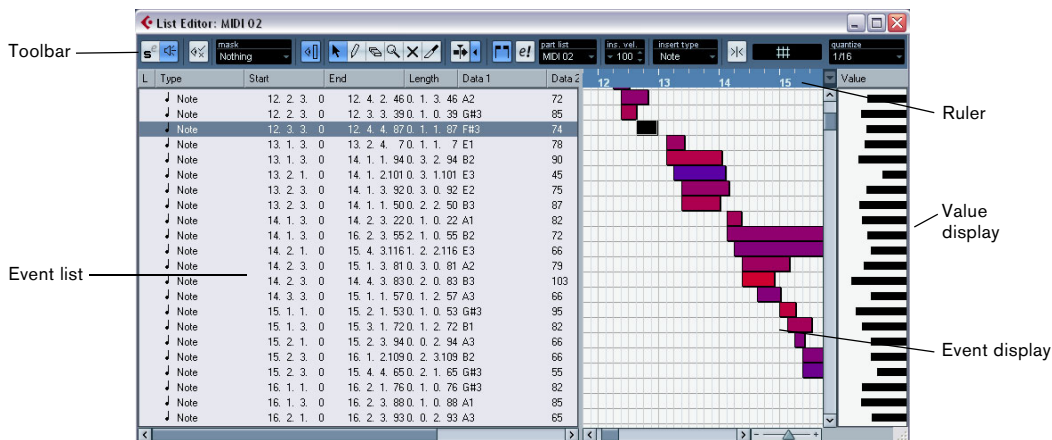 List Editor: MIDI 02
Toolbar
mask
Nothing
part list
MIDI 02
ins. vel.
100
insert type
Note
quantize
1/16
L Type Start End Length Data 1 Data 2
12 13 14 15
Value
Note 12. 2. 3. 0 12. 4. 2. 46 0. 1. 3. 46 A2 72
Note 12. 2. 3. 0 12. 3. 3. 39 0. 1. 0. 39 G#3 85
Note 12. 3. 3. 0 12. 4. 4. 87 0. 1. 1. 87 F#3 74
Note 13. 1. 3. 0 13. 2. 4. 7 0. 1. 1. 7 E1 78
Note 13. 1. 3. 0 14. 1. 1. 94 0. 3. 2. 94 B2 90
Note 13. 2. 1. 0 14. 1. 2.101 0. 3. 1.101 E3 45
Note 13. 2. 3. 0 14. 1. 3. 92 0. 3. 0. 92 E2 75
Note 13. 2. 3. 0 14. 1. 1. 50 0. 2. 2. 50 B3 87
Note 14. 1. 3. 0 14. 2. 3. 22 0. 1. 0. 22 A1 82
Note 14. 1. 3. 0 16. 2. 3. 55 2. 1. 0. 55 B2 72
Note 14. 2. 1. 0 15. 4. 3.116 1. 2. 2.116 E3 66
Note 14. 2. 3. 0 15. 1. 3. 81 0. 3. 0. 81 A2 79
Note 14. 2. 3. 0 14. 4. 3. 83 0. 2. 0. 83 B3 103
Note 14. 3. 3. 0 15. 1. 1. 57 0. 1. 2. 57 A3 66
Note 15. 1. 1. 0 15. 2. 1. 53 0. 1. 0. 53 G#3 95
Note 15. 1. 3. 0 15. 3. 1. 72 0. 1. 2. 72 B1 82
Note 15. 2. 1. 0 15. 2. 3. 94 0. 0. 2. 94 A3 66
Note 15. 2. 3. 0 16. 1. 2.109 0. 2. 3.109 B2 66
Note 15. 2. 3. 0 15. 4. 4. 65 0. 2. 1. 65 G#3 55
Note 16. 1. 1. 0 16. 2. 1. 76 0. 1. 0. 76 G#3 82
Note 16. 1. 3. 0 16. 2. 3. 88 0. 1. 0. 88 A1 85
Note 16. 2. 1. 0 16. 2. 3. 93 0. 0. 2. 93 A3 65
Event list
Ruler
Value
display
Event display